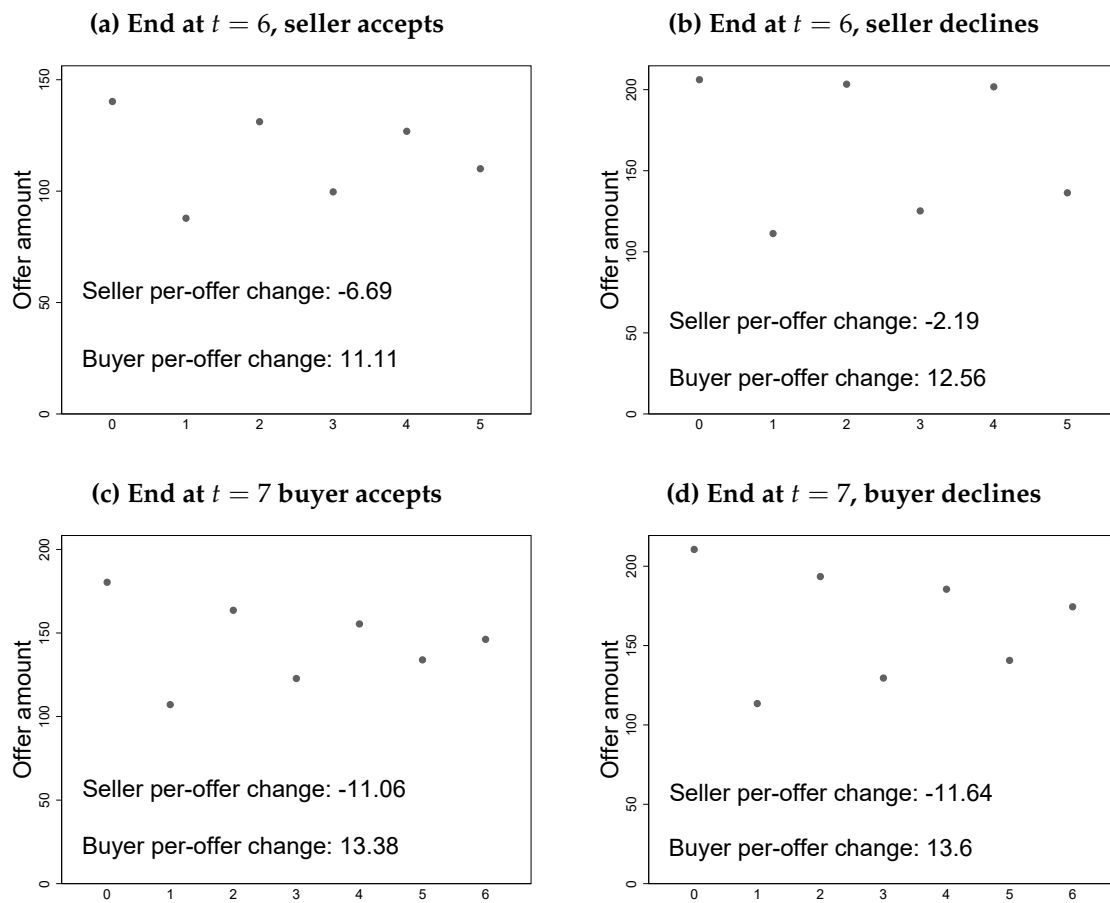 (a) End at t = 6, seller accepts
(b) End at t = 6, seller declines
Offer amount
0 50 100 150
Seller per-offer change: -6.69
Buyer per-offer change: 11.11
0 1 2 3 4 5
Offer amount
0 50 100 150 200
Seller per-offer change: -2.19
Buyer per-offer change: 12.56
0 1 2 3 4 5
(c) End at t = 7 buyer accepts
(d) End at t = 7, buyer declines
Offer amount
0 50 100 150 200
Seller per-offer change: -11.06
Buyer per-offer change: 13.38
0 1 2 3 4 5 6
Offer amount
0 50 100 150 200
Seller per-offer change: -11.64
Buyer per-offer change: 13.6
0 1 2 3 4 5 6